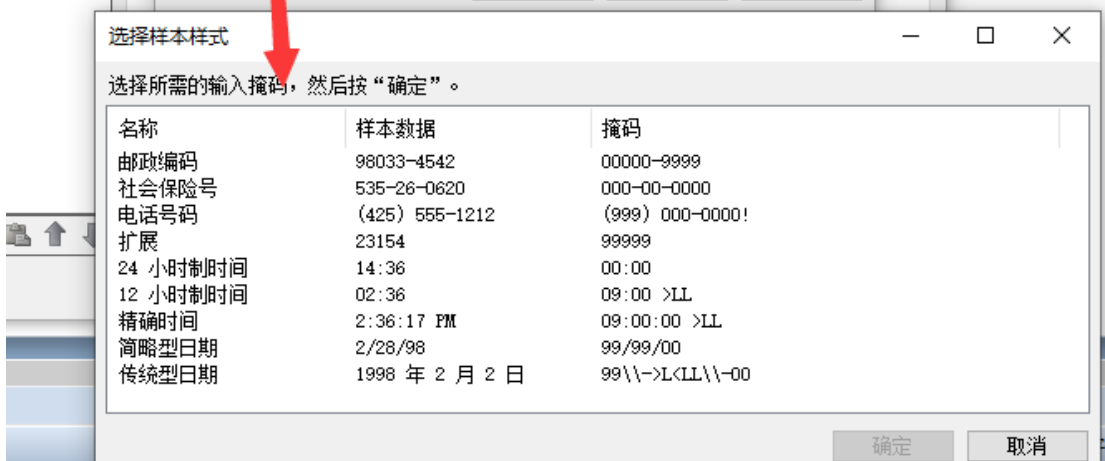 选择样本样式
选择所需的输入掩码，然后按“确定”。
名称 样本数据 掩码
邮政编码 98033-4542 00000-9999
社会保险号 535-26-0620 000-00-0000
电话号码 (425) 555-1212 (999) 000-0000!
扩展 23154 99999
24 小时制时间 14:36 00:00
12 小时制时间 02:36 09:00 >LL
精确时间 2:36:17 PM 09:00:00 >LL
简略型日期 2/28/98 99/99/00
传统型日期 1998 年 2 月 2 日 99\\->L<LL\\-00
确定 取消